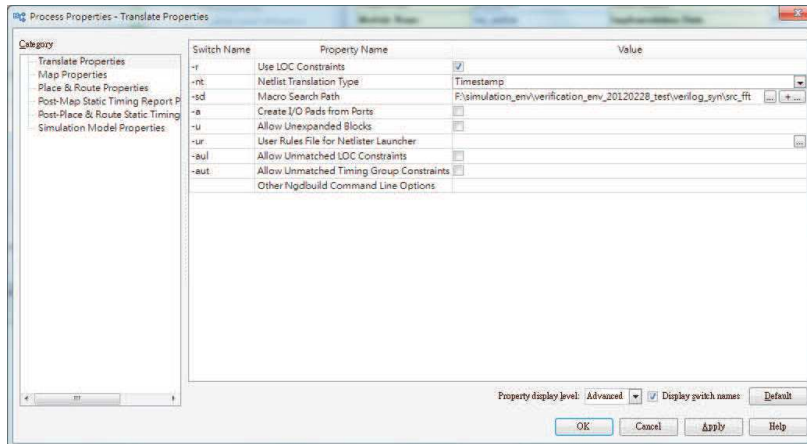 Process Properties - Translate Properties
Category
Translate Properties
Map Properties
Place & Route Properties
Post-Map Static Timing Report P
Post-Place & Route Static Timing
Simulation Model Properties
Switch Name Property Name Value
-r Use LOC Constraints
-nt Netlist Translation Type Timestamp
-sd Macro Search Path F:\simulation_env\verification_env_20120228_test\verilog_syn\src_fft ... + ...
-a Create I/O Pads from Ports
-u Allow Unexpanded Blocks
-ur User Rules File for Netlister Launcher ...
-aul Allow Unmatched LOC Constraints
-aut Allow Unmatched Timing Group Constraints
Other Ngdbuild Command Line Options
Property display level: Advanced Display switch names Default
OK Cancel Apply Help